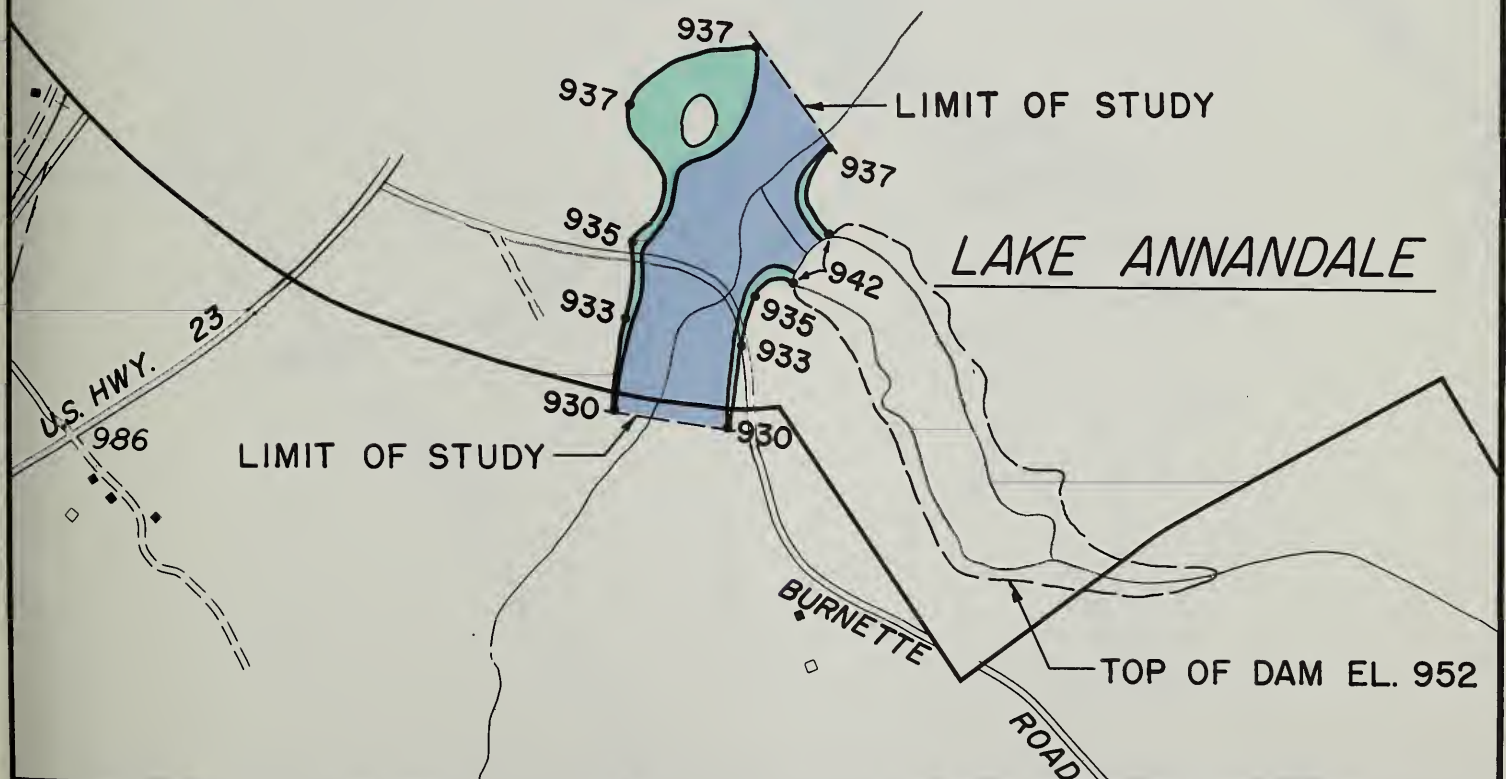 937
937
LIMIT OF STUDY
937
935
LAKE ANNANDALE
942
935
933
933
U.S. HWY. 23
930
930
986
LIMIT OF STUDY
BURNETTE
TOP OF DAM EL. 952
ROAD